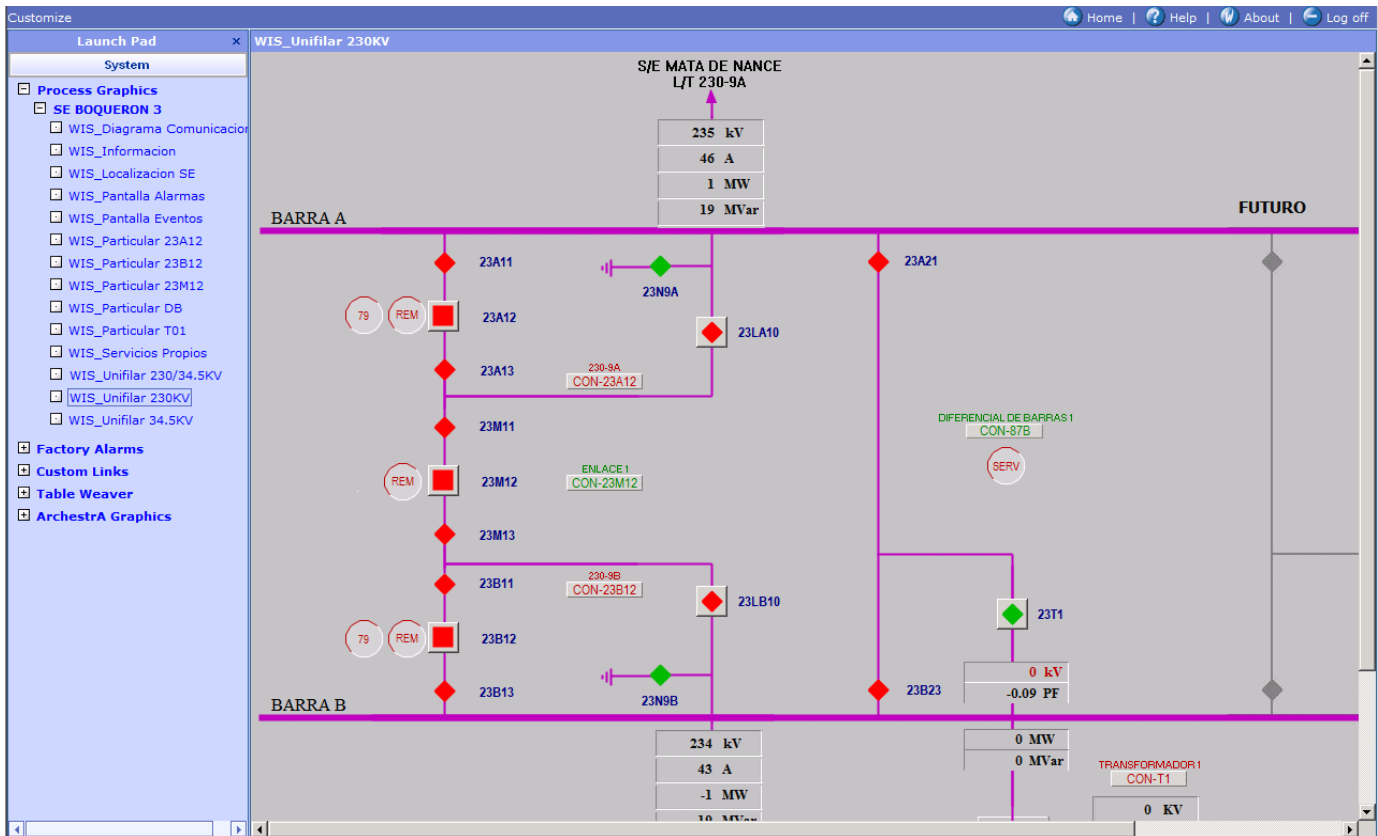 Customize
Home | Help | About | Log off
Launch Pad ×
WIS_Unifilar 230KV
System
Process Graphics
SE BOQUERON 3
WIS_Diagrama Comunicacion
WIS_Informacion
WIS_Localizacion SE
WIS_Pantalla Alarmas
WIS_Pantalla Eventos
WIS_Particular 23A12
WIS_Particular 23B12
WIS_Particular 23M12
WIS_Particular DB
WIS_Particular T01
WIS_Servicios Propios
WIS_Unifilar 230/34.5KV
WIS_Unifilar 230KV
WIS_Unifilar 34.5KV
Factory Alarms
Custom Links
Table Weaver
ArchestrA Graphics
S/E MATA DE NANCE
L/T 230-9A
235 kV
46 A
1 MW
19 MVar
BARRA A
FUTURO
23A11
23A21
23N9A
79
REM
23A12
23LA10
23A13
230-9A
CON-23A12
23M11
DIFERENCIAL DE BARRAS 1
CON-87B
SERV
REM
23M12
ENLACE 1
CON-23M12
23M13
23B11
230-9B
CON-23B12
23LB10
23T1
79
REM
23B12
0 kV
-0.09 PF
23B13
23N9B
23B23
BARRA B
234 kV
43 A
-1 MW
19 MVar
0 MW
0 MVar
TRANSFORMADOR 1
CON-T1
0 KV